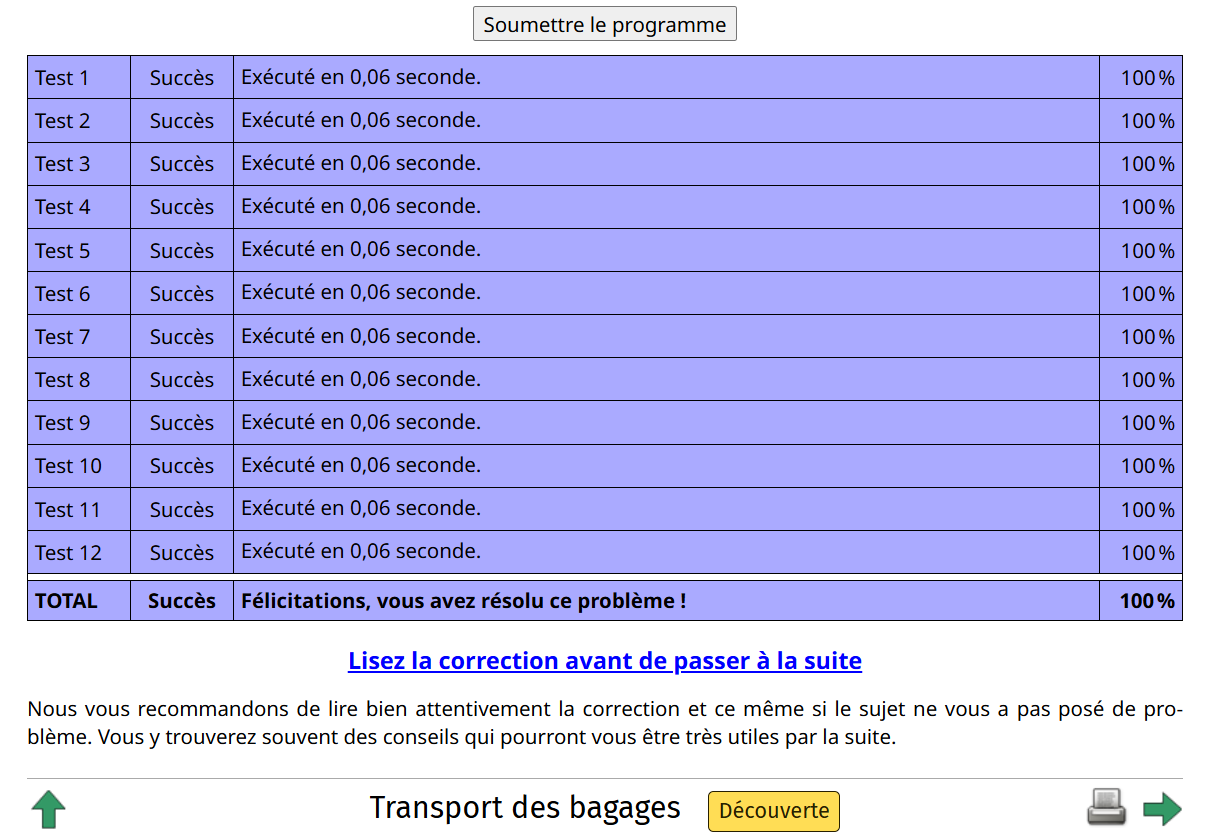 Soumettre le programme
Test 1 Succès Exécuté en 0,06 seconde. 100 %
Test 2 Succès Exécuté en 0,06 seconde. 100 %
Test 3 Succès Exécuté en 0,06 seconde. 100 %
Test 4 Succès Exécuté en 0,06 seconde. 100 %
Test 5 Succès Exécuté en 0,06 seconde. 100 %
Test 6 Succès Exécuté en 0,06 seconde. 100 %
Test 7 Succès Exécuté en 0,06 seconde. 100 %
Test 8 Succès Exécuté en 0,06 seconde. 100 %
Test 9 Succès Exécuté en 0,06 seconde. 100 %
Test 10 Succès Exécuté en 0,06 seconde. 100 %
Test 11 Succès Exécuté en 0,06 seconde. 100 %
Test 12 Succès Exécuté en 0,06 seconde. 100 %
TOTAL Succès Félicitations, vous avez résolu ce problème ! 100 %
Lisez la correction avant de passer à la suite
Nous vous recommandons de lire bien attentivement la correction et ce même si le sujet ne vous a pas posé de pro-
blème. Vous y trouverez souvent des conseils qui pourront vous être très utiles par la suite.
Transport des bagages Découverte